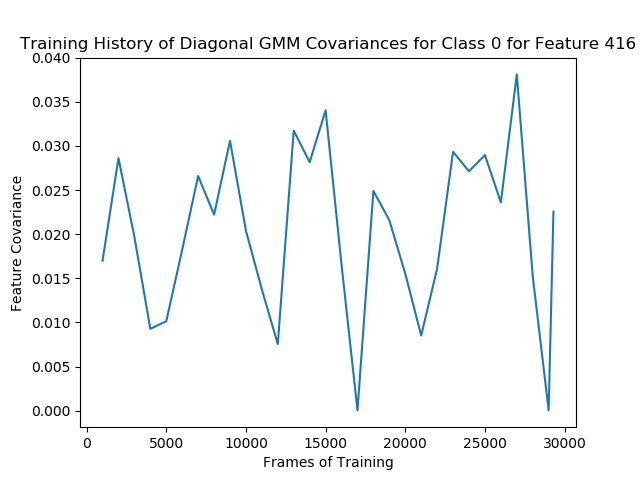 Training History of Diagonal GMM Covariances for Class 0 for Feature 416
0.040
0.035
0.030
0.025
0.020
0.015
0.010
0.005
0.000
Feature Covariance
0 5000 10000 15000 20000 25000 30000
Frames of Training